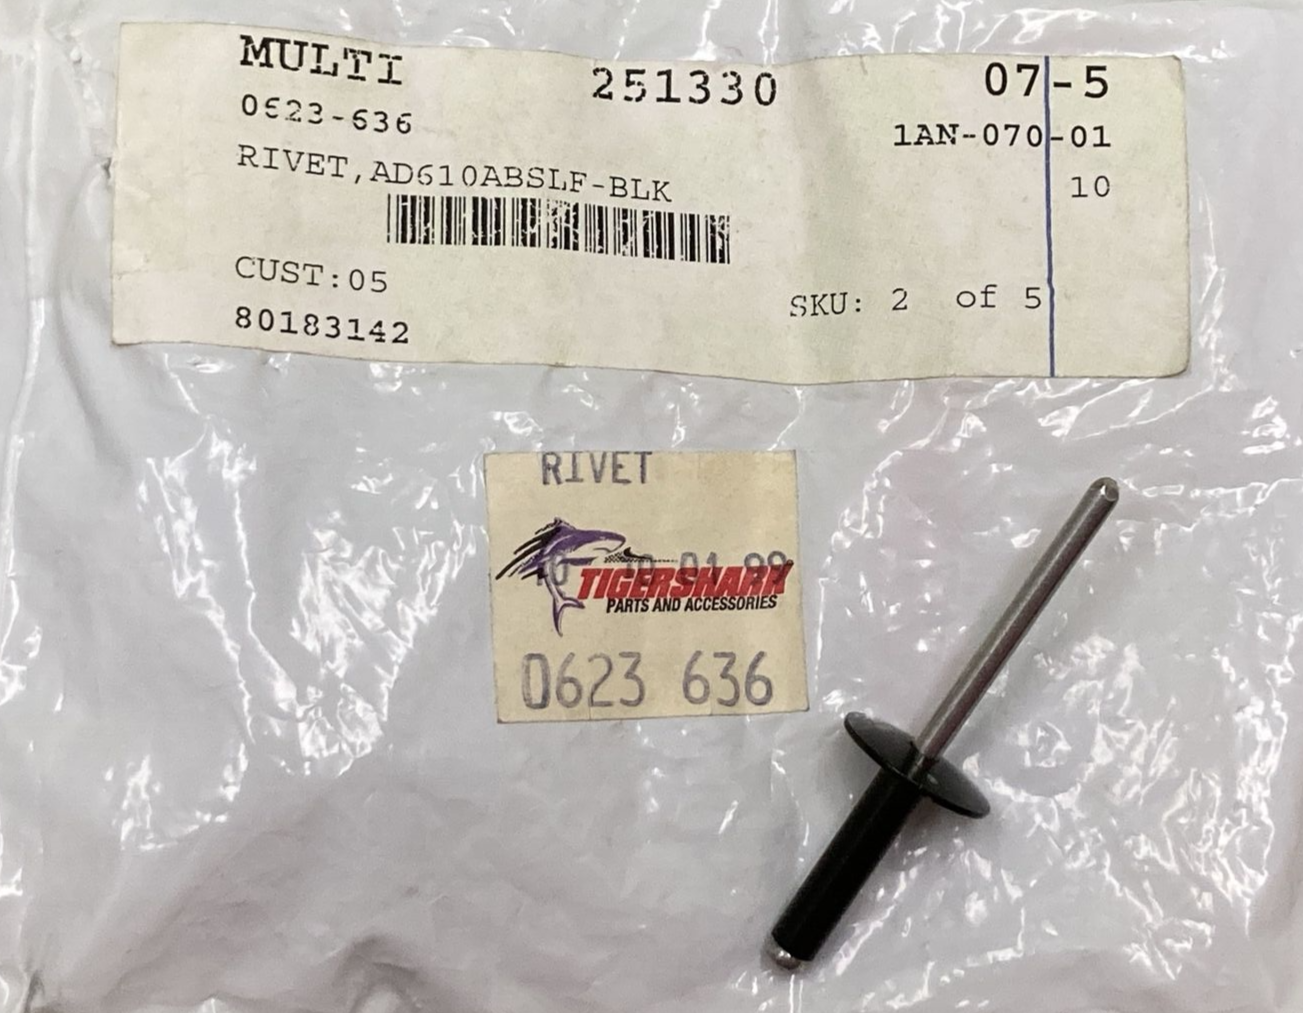 MULTI 251330 07-5
0623-636 1AN-070-01
RIVET,AD610ABSLF-BLK 10
CUST:05
80183142 SKU: 2 of 5
RIVET
TIGERSHARK
PARTS AND ACCESSORIES
0623 636